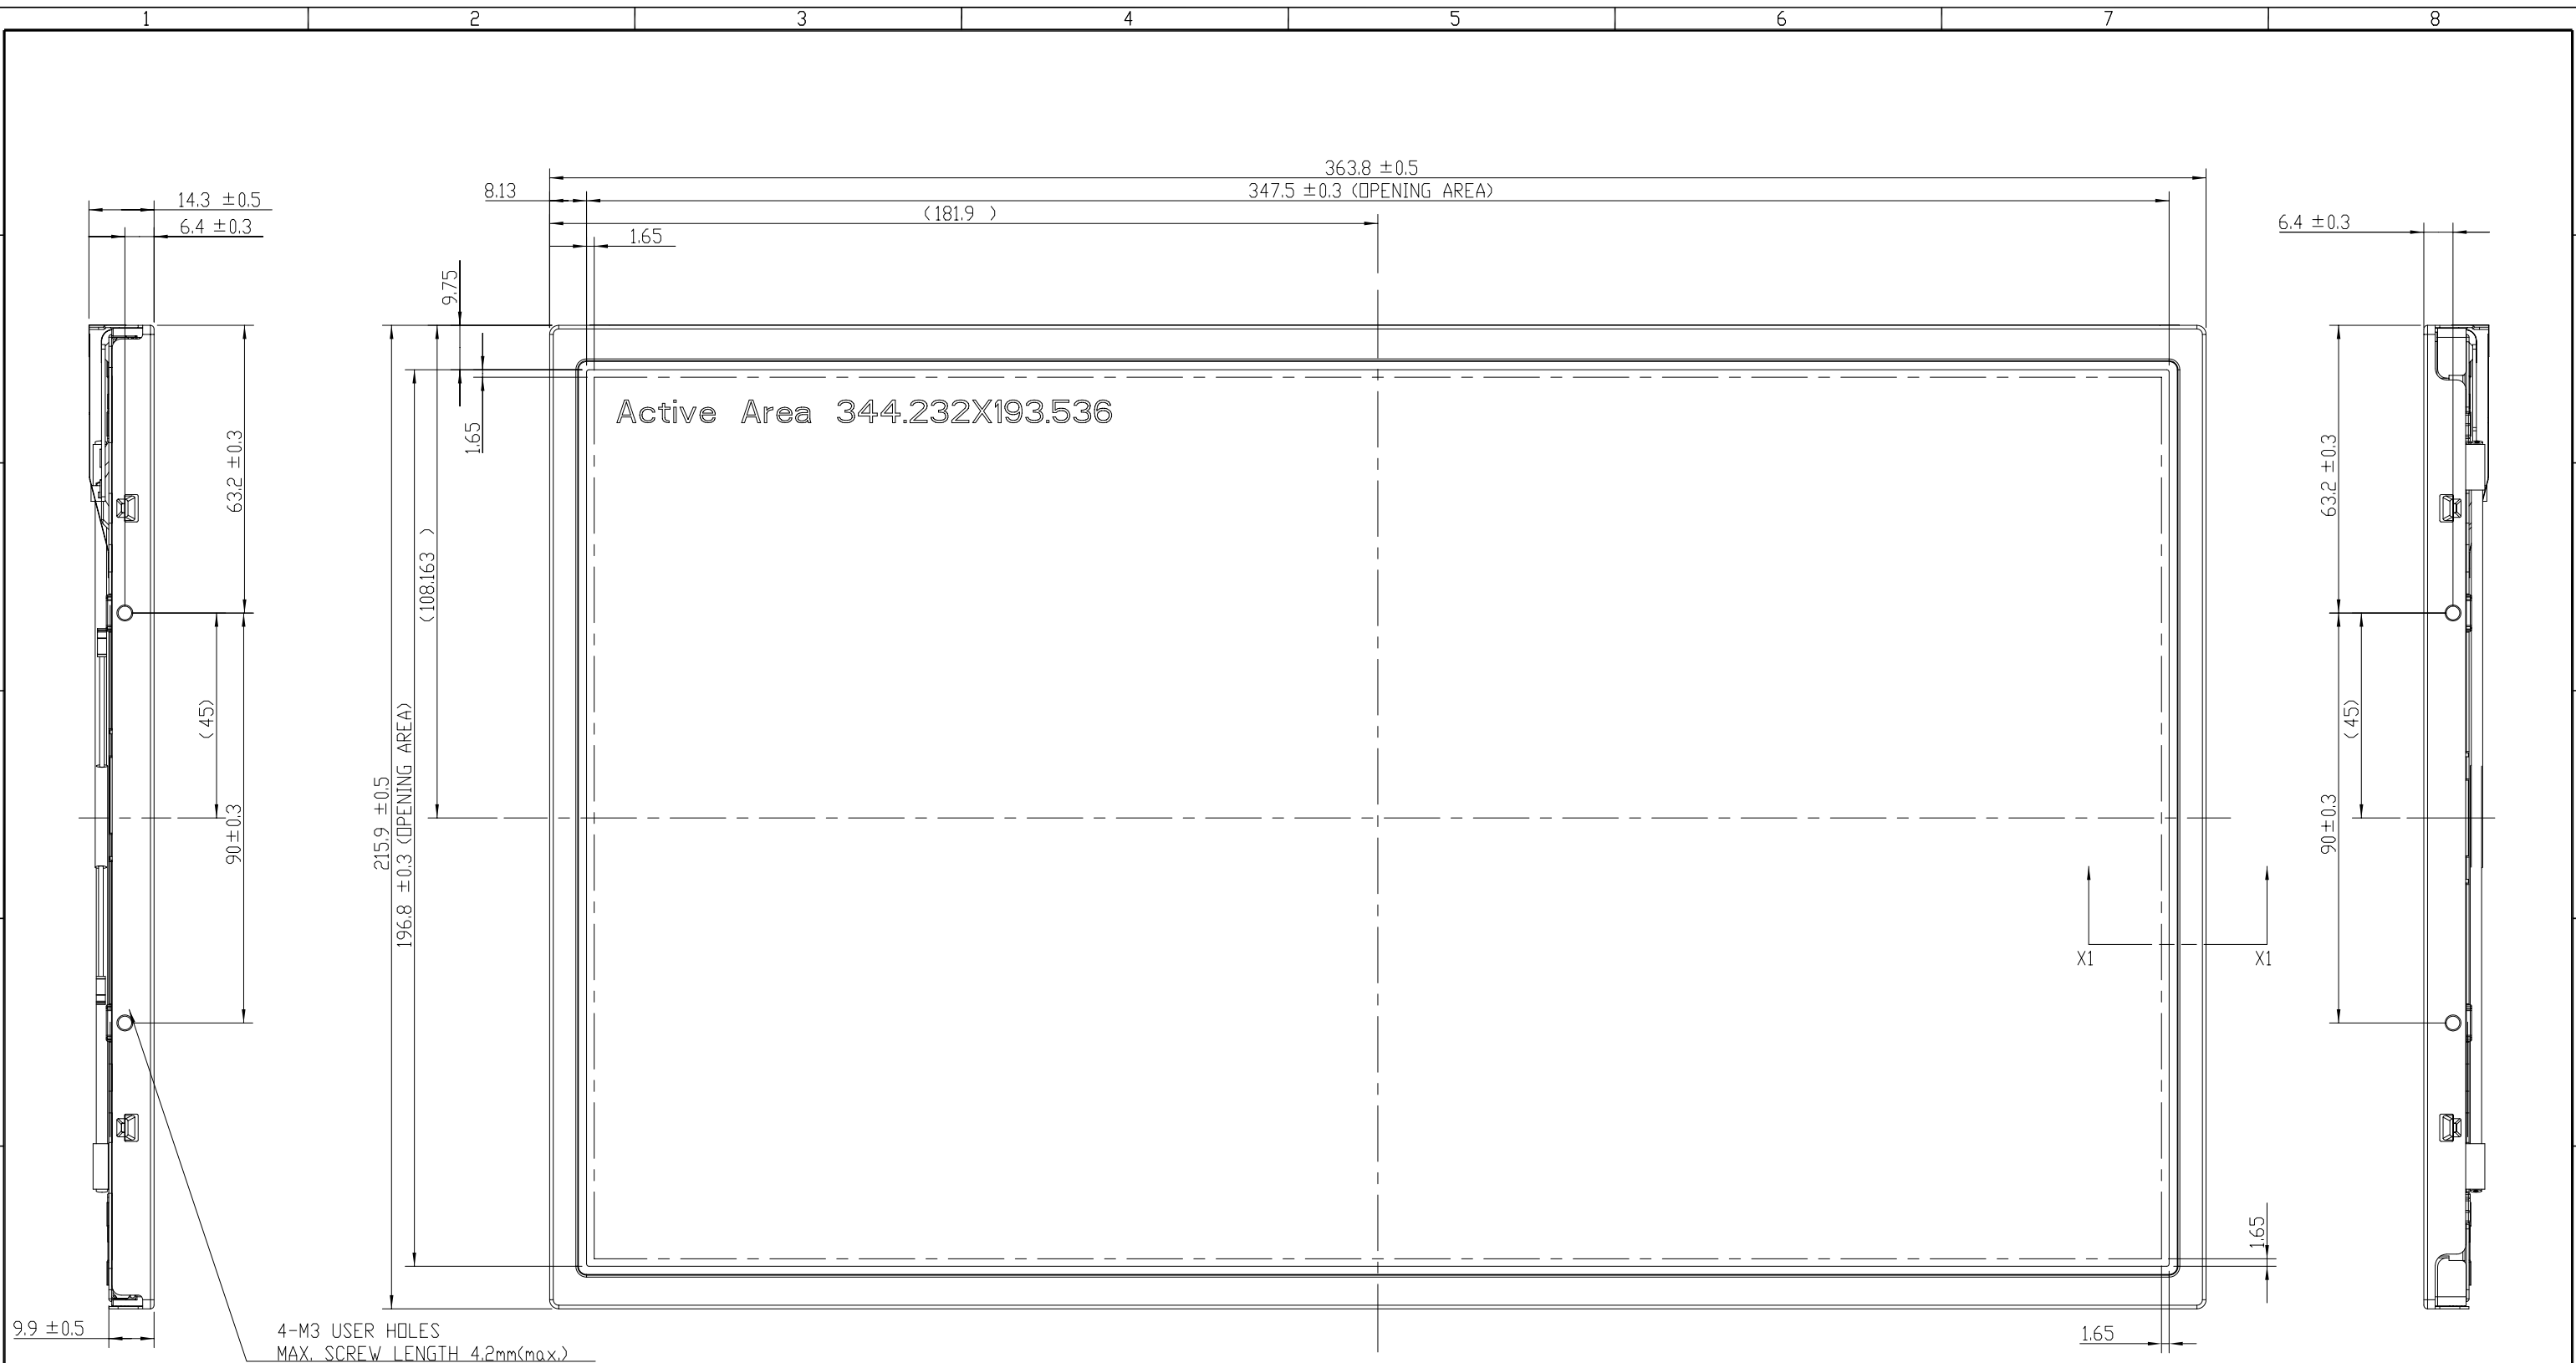 1 2 3 4 5 6 7 8
363.8 ±0.5
8.13 347.5 ±0.3 (OPENING AREA)
14.3 ±0.5
(181.9 )
6.4 ±0.3
1.65
6.4 ±0.3
9.75
1.65
Active Area 344.232X193.536
63.2 ±0.3
63.2 ±0.3
(108.163 )
(45)
(45)
90±0.3
90±0.3
215.9 ±0.5
196.8 ±0.3 (OPENING AREA)
X1 X1
1.65
9.9 ±0.5
1.65
4-M3 USER HOLES
MAX. SCREW LENGTH 4.2mm(max.)